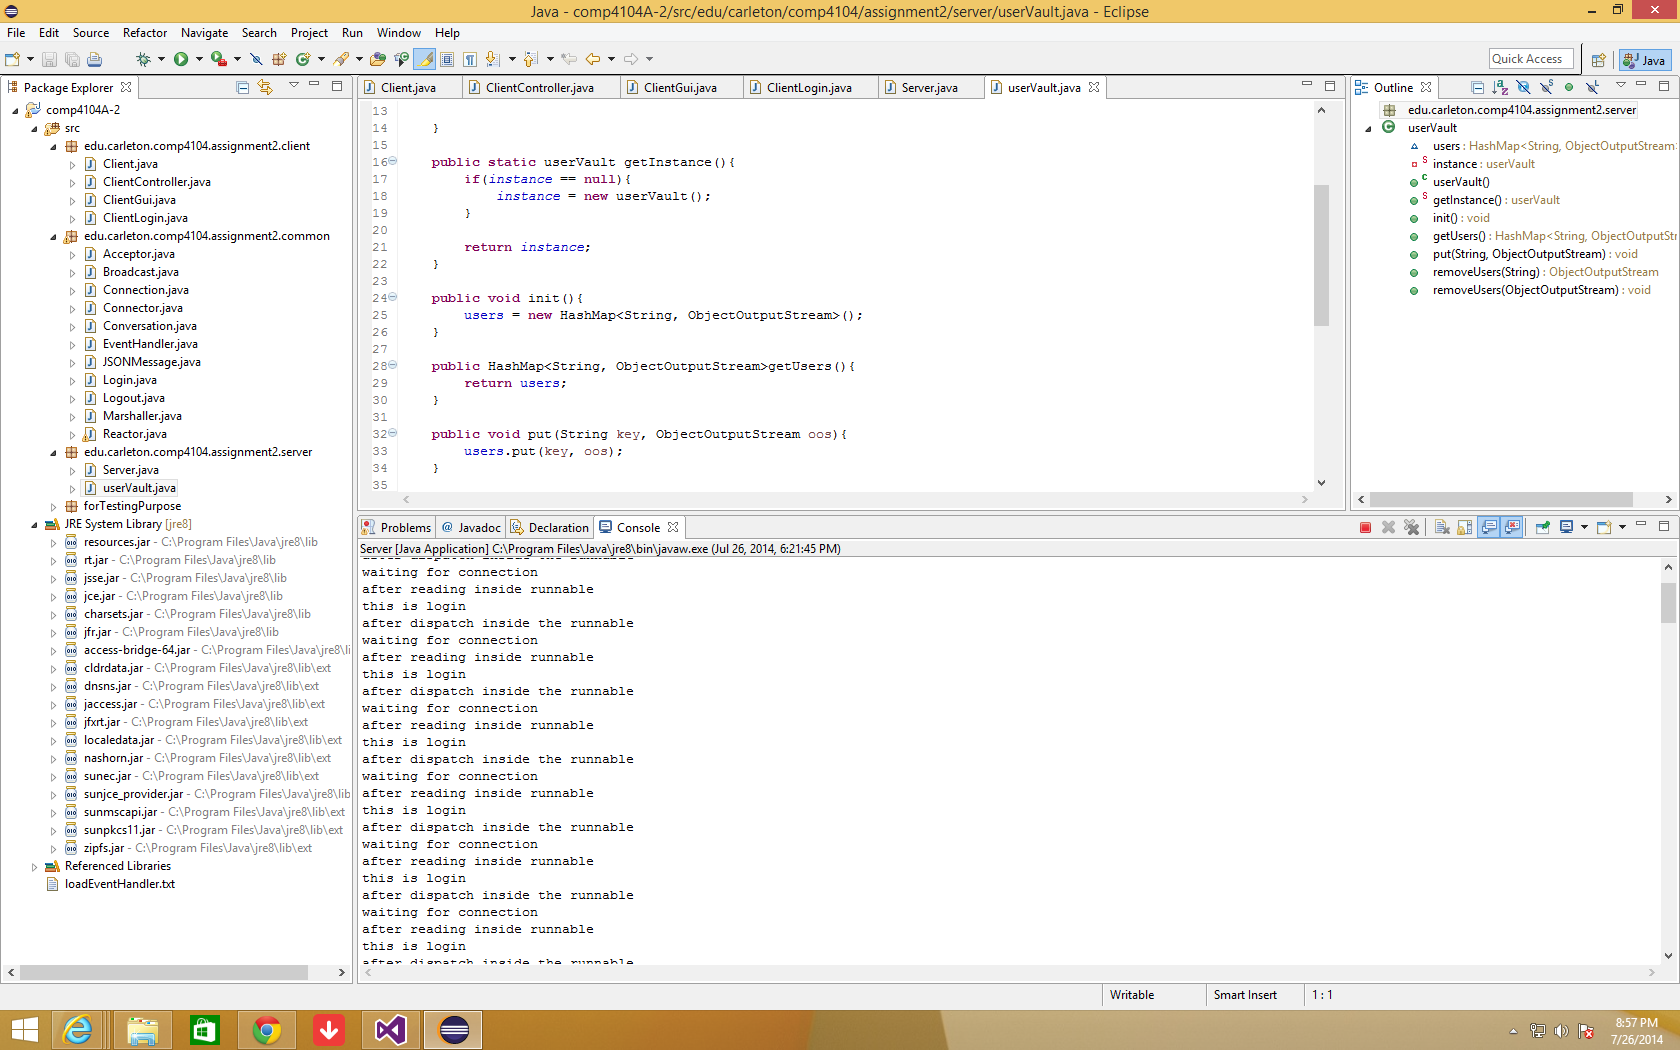 Java - comp4104A-2/src/edu/carleton/comp4104/assignment2/server/userVault.java - Eclipse
File Edit Source Refactor Navigate Search Project Run Window Help
Quick Access
Java
Package Explorer
comp4104A-2
src
edu.carleton.comp4104.assignment2.client
Client.java
ClientController.java
ClientGui.java
ClientLogin.java
edu.carleton.comp4104.assignment2.common
Acceptor.java
Broadcast.java
Connection.java
Connector.java
Conversation.java
EventHandler.java
JSONMessage.java
Login.java
Logout.java
Marshaller.java
Reactor.java
edu.carleton.comp4104.assignment2.server
Server.java
userVault.java
forTestingPurpose
JRE System Library [jre8]
resources.jar - C:\Program Files\Java\jre8\lib
rt.jar - C:\Program Files\Java\jre8\lib
jsse.jar - C:\Program Files\Java\jre8\lib
jce.jar - C:\Program Files\Java\jre8\lib
charsets.jar - C:\Program Files\Java\jre8\lib
jfr.jar - C:\Program Files\Java\jre8\lib
access-bridge-64.jar - C:\Program Files\Java\jre8\li
cldrdata.jar - C:\Program Files\Java\jre8\lib\ext
dnsns.jar - C:\Program Files\Java\jre8\lib\ext
jaccess.jar - C:\Program Files\Java\jre8\lib\ext
jfxrt.jar - C:\Program Files\Java\jre8\lib\ext
localedata.jar - C:\Program Files\Java\jre8\lib\ext
nashorn.jar - C:\Program Files\Java\jre8\lib\ext
sunec.jar - C:\Program Files\Java\jre8\lib\ext
sunjce_provider.jar - C:\Program Files\Java\jre8\lib
sunmscapi.jar - C:\Program Files\Java\jre8\lib\ext
sunpkcs11.jar - C:\Program Files\Java\jre8\lib\ext
zipfs.jar - C:\Program Files\Java\jre8\lib\ext
Referenced Libraries
loadEventHandler.txt
Client.java ClientController.java ClientGui.java ClientLogin.java Server.java userVault.java
13
14 }
15
16 public static userVault getInstance(){
17 if(instance == null){
18 instance = new userVault();
19 }
20
21 return instance;
22 }
23
24 public void init(){
25 users = new HashMap<String, ObjectOutputStream>();
26 }
27
28 public HashMap<String, ObjectOutputStream>getUsers(){
29 return users;
30 }
31
32 public void put(String key, ObjectOutputStream oos){
33 users.put(key, oos);
34 }
35
Outline
edu.carleton.comp4104.assignment2.server
userVault
users : HashMap<String, ObjectOutputStream>
instance : userVault
userVault()
getInstance() : userVault
init() : void
getUsers() : HashMap<String, ObjectOutputStr
put(String, ObjectOutputStream) : void
removeUsers(String) : ObjectOutputStream
removeUsers(ObjectOutputStream) : void
Problems Javadoc Declaration Console
Server [Java Application] C:\Program Files\Java\jre8\bin\javaw.exe (Jul 26, 2014, 6:21:45 PM)
after dispatch inside the runnable
waiting for connection
after reading inside runnable
this is login
after dispatch inside the runnable
waiting for connection
after reading inside runnable
this is login
after dispatch inside the runnable
waiting for connection
after reading inside runnable
this is login
after dispatch inside the runnable
waiting for connection
after reading inside runnable
this is login
after dispatch inside the runnable
waiting for connection
after reading inside runnable
this is login
after dispatch inside the runnable
waiting for connection
after reading inside runnable
this is login
after dispatch inside the runnable
Writable Smart Insert 1 : 1
8:57 PM
7/26/2014